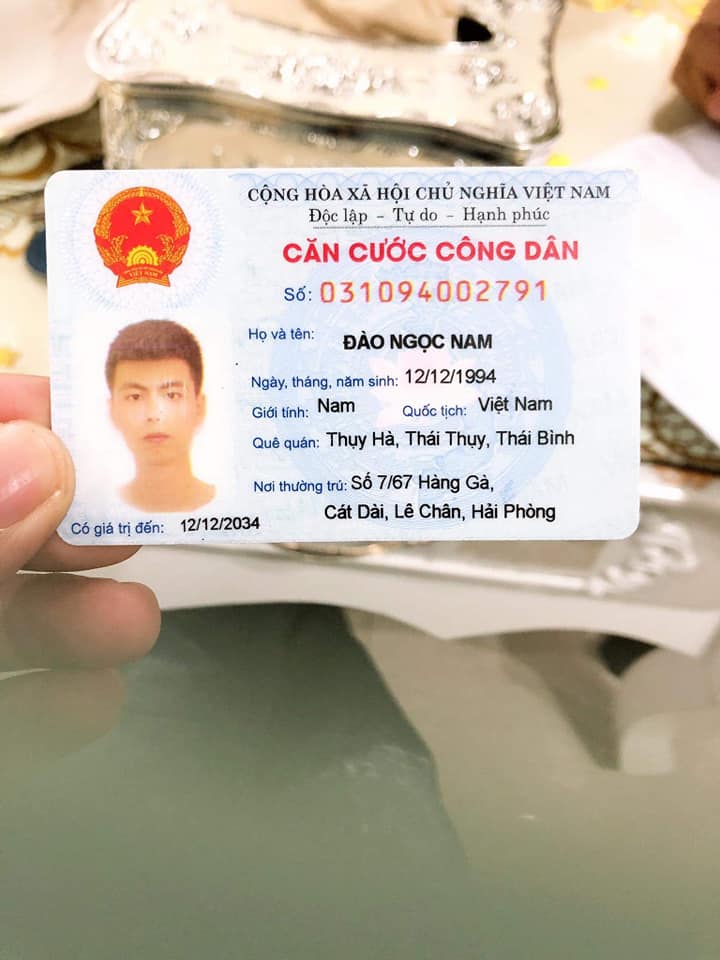 CỘNG HÒA XÃ HỘI CHỦ NGHĨA VIỆT NAM
Độc lập - Tự do - Hạnh phúc
CĂN CƯỚC CÔNG DÂN
Số: 031094002791
Họ và tên: ĐÀO NGỌC NAM
Ngày, tháng, năm sinh: 12/12/1994
Giới tính: Nam Quốc tịch: Việt Nam
Quê quán: Thụy Hà, Thái Thụy, Thái Bình
Nơi thường trú: Số 7/67 Hàng Gà,
Cát Dài, Lê Chân, Hải Phòng
Có giá trị đến: 12/12/2034
VIỆT NAM